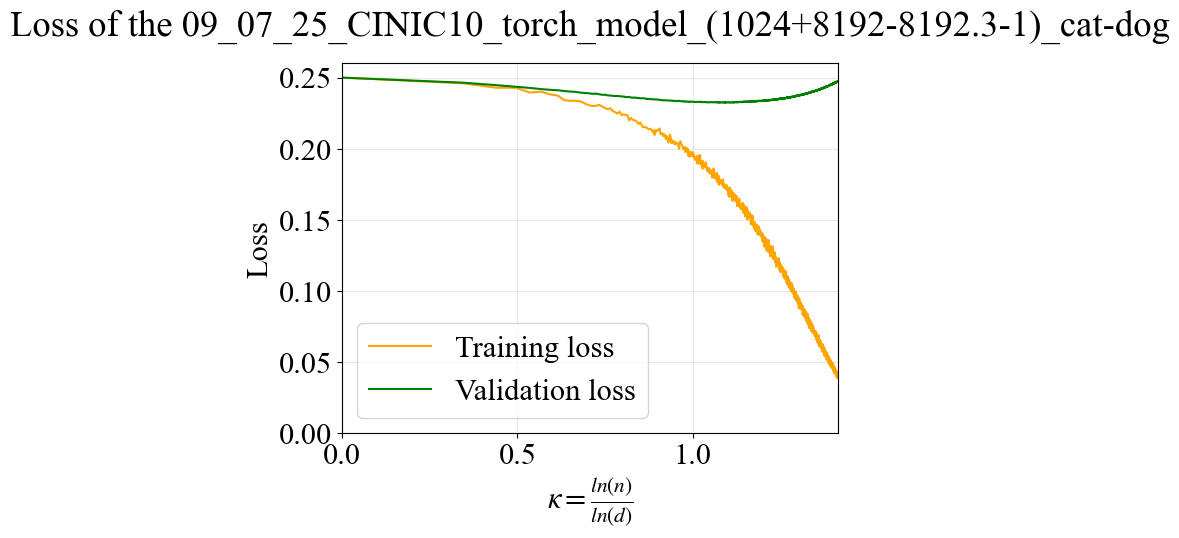 Loss of the 09_07_25_CINIC10_torch_model_(1024+8192-8192.3-1)_cat-dog
0.25
0.20
0.15
0.10
0.05
0.00
Loss
Training loss
Validation loss
0.0 0.5 1.0
κ = ln(n) / ln(d)